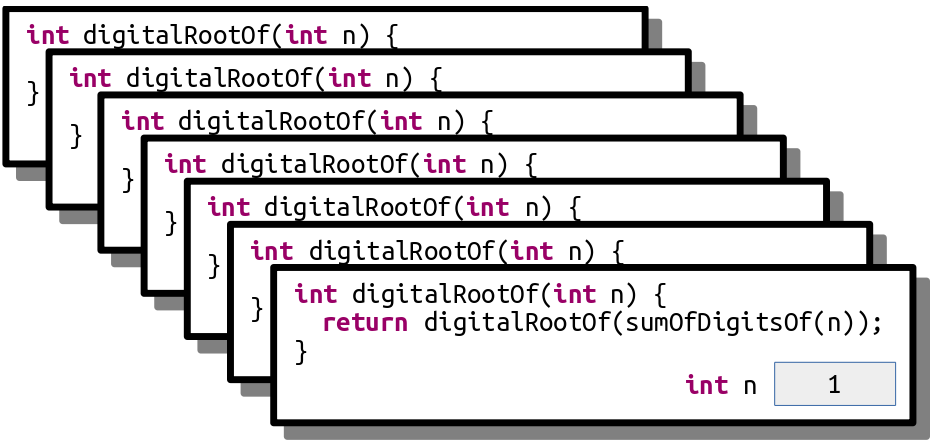 int digitalRootOf(int n) {
}
int digitalRootOf(int n) {
}
int digitalRootOf(int n) {
}
int digitalRootOf(int n) {
}
int digitalRootOf(int n) {
}
int digitalRootOf(int n) {
}
int digitalRootOf(int n) {
return digitalRootOf(sumOfDigitsOf(n));
}
int n 1